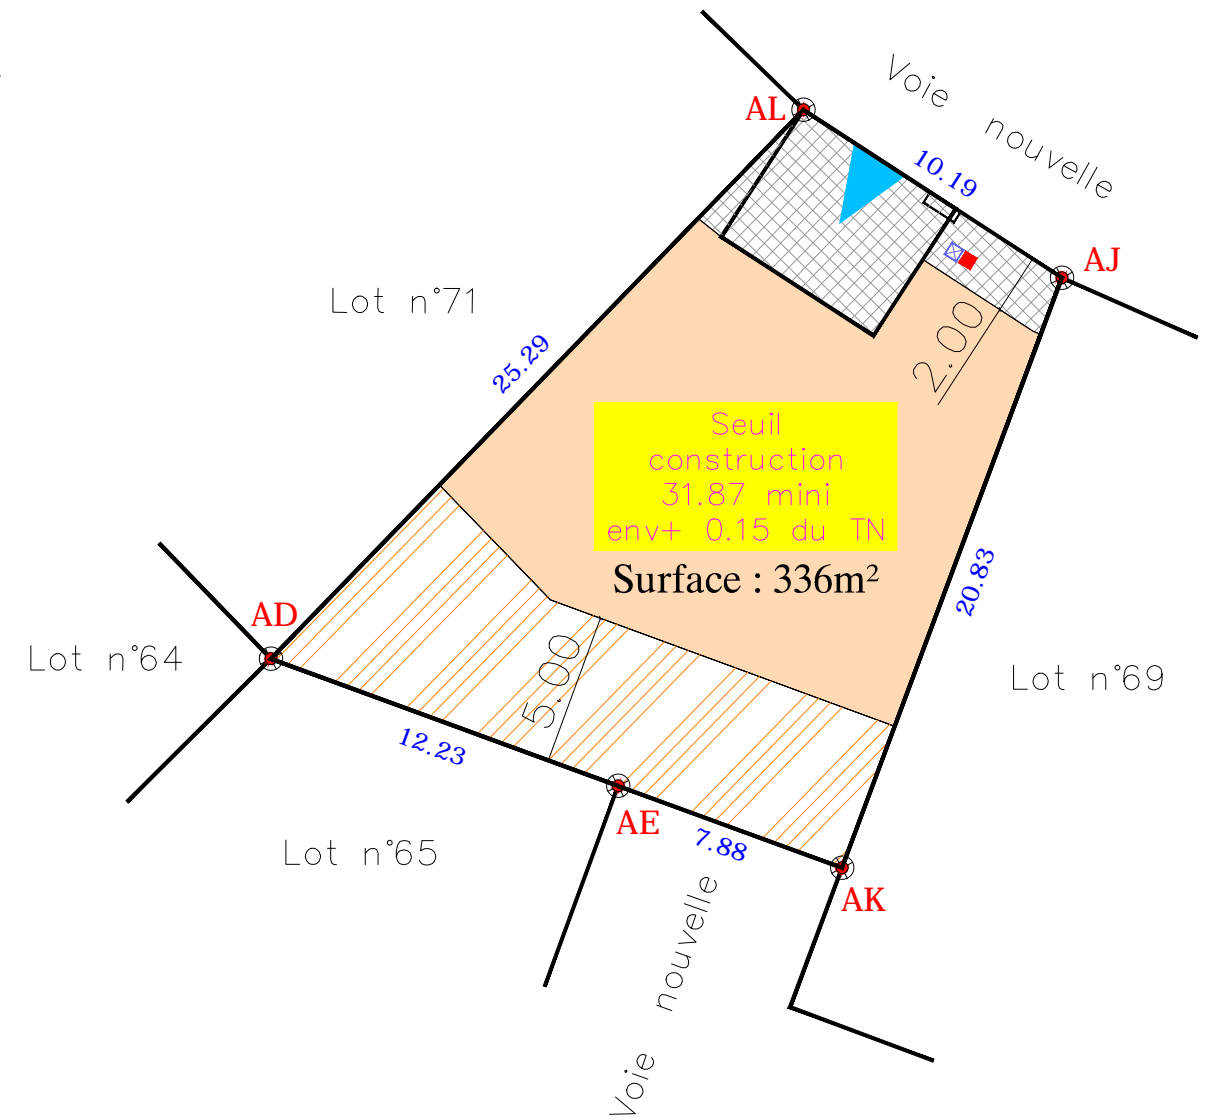 Voie nouvelle
AL
10.19
AJ
Lot n°71
25.29
2.00
Seuil
construction
31.87 mini
env+ 0.15 du TN
Surface : 336m²
20.83
AD
Lot n°64
5.00
Lot n°69
12.23
AE
7.88
Lot n°65
AK
Voie nouvelle